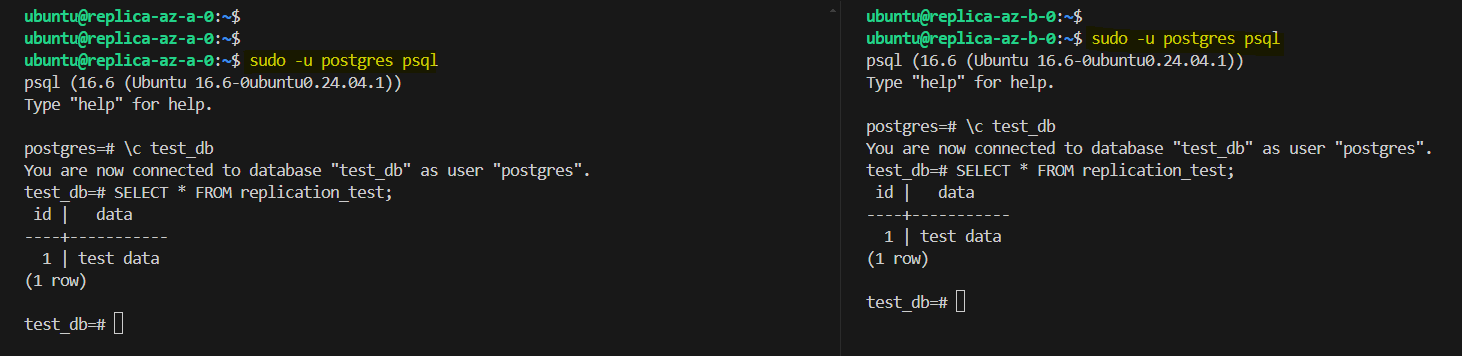 ubuntu@replica-az-a-0:~$
ubuntu@replica-az-a-0:~$
ubuntu@replica-az-a-0:~$ sudo -u postgres psql
psql (16.6 (Ubuntu 16.6-0ubuntu0.24.04.1))
Type "help" for help.
postgres=# \c test_db
You are now connected to database "test_db" as user "postgres".
test_db=# SELECT * FROM replication_test;
 id |   data
----+-----------
  1 | test data
(1 row)
test_db=#
ubuntu@replica-az-b-0:~$
ubuntu@replica-az-b-0:~$ sudo -u postgres psql
psql (16.6 (Ubuntu 16.6-0ubuntu0.24.04.1))
Type "help" for help.
postgres=# \c test_db
You are now connected to database "test_db" as user "postgres".
test_db=# SELECT * FROM replication_test;
 id |   data
----+-----------
  1 | test data
(1 row)
test_db=#